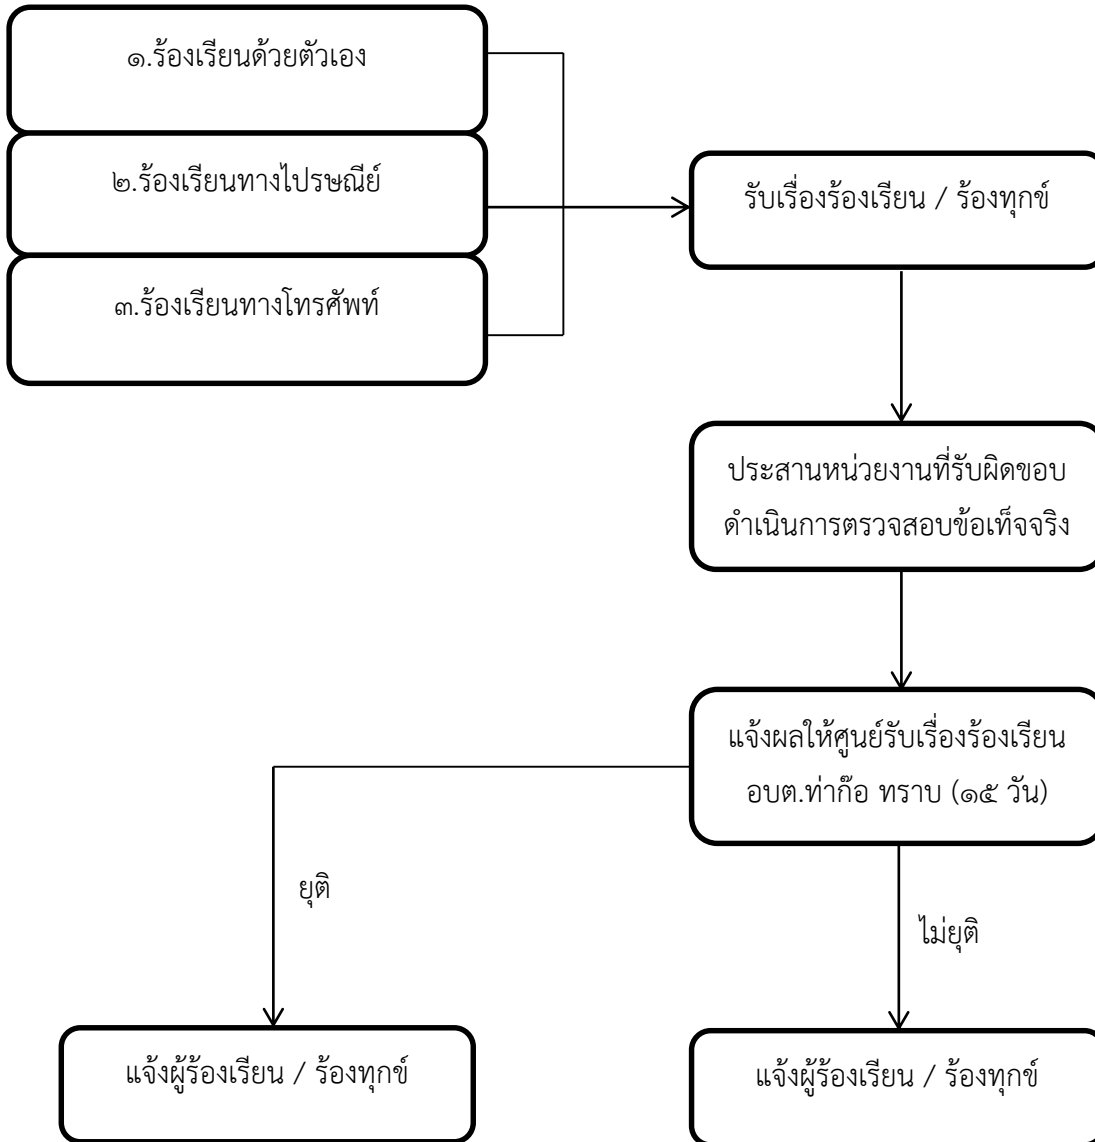 ๑.ร้องเรียนด้วยตัวเอง
๒.ร้องเรียนทางไปรษณีย์
๓.ร้องเรียนทางโทรศัพท์
รับเรื่องร้องเรียน / ร้องทุกข์
ประสานหน่วยงานที่รับผิดขอบ
ดำเนินการตรวจสอบข้อเท็จจริง
แจ้งผลให้ศูนย์รับเรื่องร้องเรียน
อบต.ท่าก๊อ ทราบ (๑๕ วัน)
ยุติ
ไม่ยุติ
แจ้งผู้ร้องเรียน / ร้องทุกข์
แจ้งผู้ร้องเรียน / ร้องทุกข์